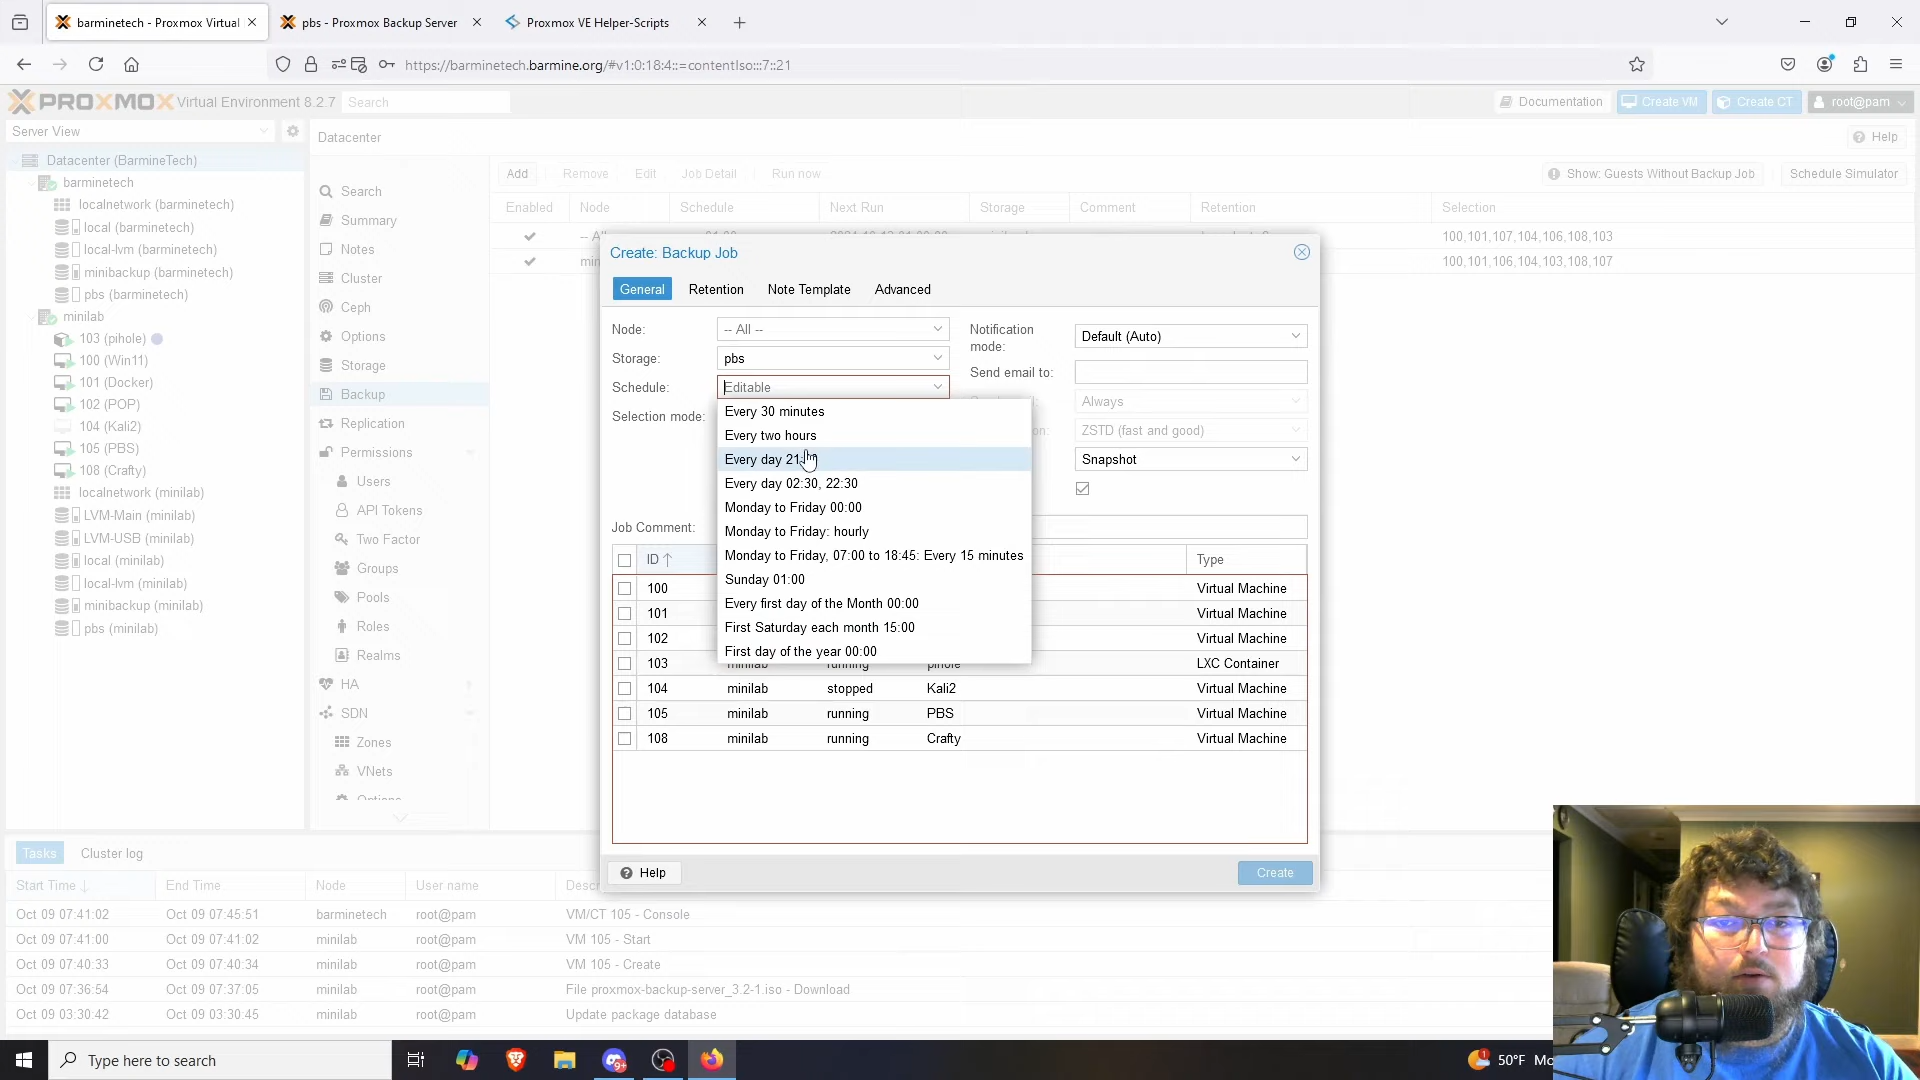 barminetech - Proxmox Virtual
pbs - Proxmox Backup Server
Proxmox VE Helper-Scripts
https://barminetech.barmine.org/#v1:0:18:4::=contentIso:::7::21
PROXMOX Virtual Environment 8.2.7
Search
Documentation
Create VM
Create CT
root@pam
Server View
Datacenter
Help
Datacenter (BarmineTech)
barminetech
localnetwork (barminetech)
local (barminetech)
local-lvm (barminetech)
minibackup (barminetech)
pbs (barminetech)
minilab
103 (pihole)
100 (Win11)
101 (Docker)
102 (POP)
104 (Kali2)
105 (PBS)
108 (Crafty)
localnetwork (minilab)
LVM-Main (minilab)
LVM-USB (minilab)
local (minilab)
local-lvm (minilab)
minibackup (minilab)
pbs (minilab)
Search
Summary
Notes
Cluster
Ceph
Options
Storage
Backup
Replication
Permissions
Users
API Tokens
Two Factor
Groups
Pools
Roles
Realms
HA
SDN
Zones
VNets
Options
Add
Remove
Edit
Job Detail
Run now
Show: Guests Without Backup Job
Schedule Simulator
Enabled
Node
Schedule
Next Run
Storage
Comment
Retention
Selection
100,101,107,104,106,108,103
100,101,106,104,103,108,107
Create: Backup Job
General
Retention
Note Template
Advanced
Node:
-- All --
Storage:
pbs
Schedule:
Editable
Selection mode:
Every 30 minutes
Every two hours
Every day
Every day 02:30, 22:30
Monday to Friday 00:00
Monday to Friday: hourly
Monday to Friday, 07:00 to 18:45: Every 15 minutes
Sunday 01:00
Every first day of the Month 00:00
First Saturday each month 15:00
First day of the year 00:00
Notification mode:
Default (Auto)
Send email to:
Always
ZSTD (fast and good)
Snapshot
Job Comment:
ID
Type
100 Virtual Machine
101 Virtual Machine
102 Virtual Machine
103 minilab running pihole LXC Container
104 minilab stopped Kali2 Virtual Machine
105 minilab running PBS Virtual Machine
108 minilab running Crafty Virtual Machine
Help
Create
Tasks
Cluster log
Start Time
End Time
Node
User name
Oct 09 07:41:02 Oct 09 07:45:51 barminetech root@pam VM/CT 105 - Console
Oct 09 07:41:00 Oct 09 07:41:02 minilab root@pam VM 105 - Start
Oct 09 07:40:33 Oct 09 07:40:34 minilab root@pam VM 105 - Create
Oct 09 07:36:54 Oct 09 07:37:05 minilab root@pam File proxmox-backup-server_3.2-1.iso - Download
Oct 09 03:30:42 Oct 09 03:30:45 minilab root@pam Update package database
Type here to search
50°F